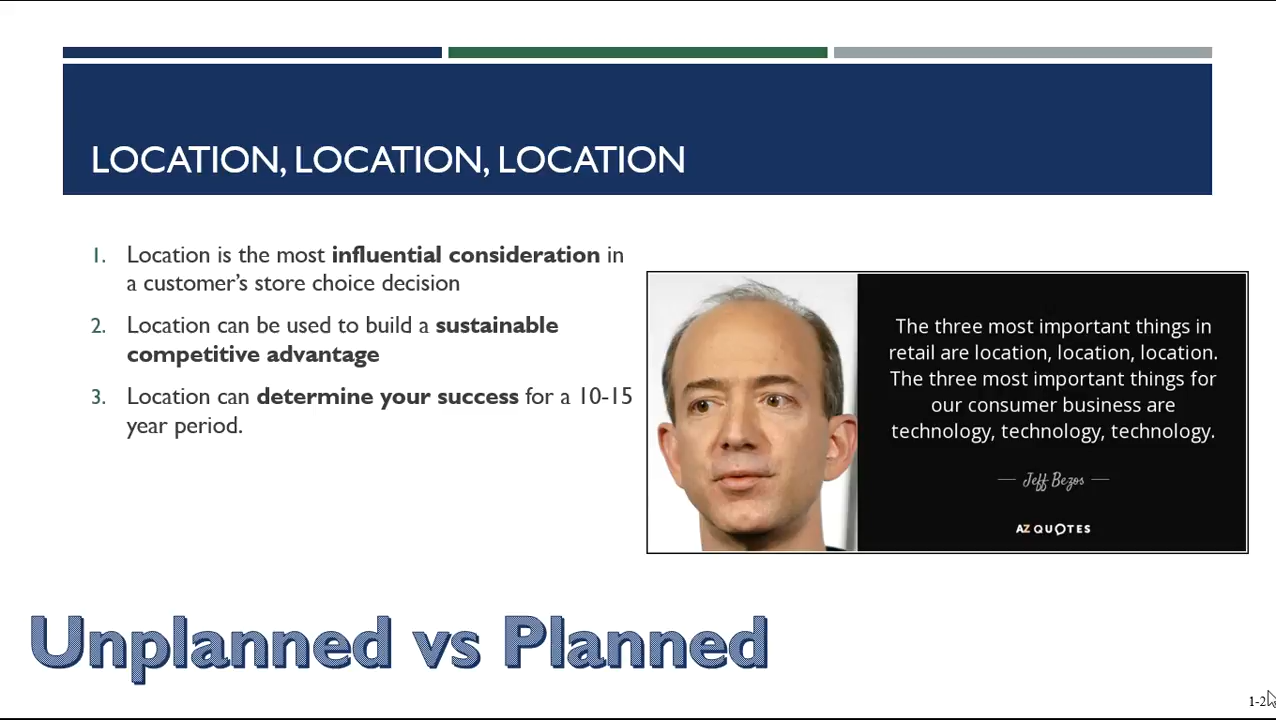 LOCATION, LOCATION, LOCATION
1. Location is the most influential consideration in
a customer’s store choice decision
2. Location can be used to build a sustainable
competitive advantage
3. Location can determine your success for a 10-15
year period.
The three most important things in
retail are location, location, location.
The three most important things for
our consumer business are
technology, technology, technology.
— Jeff Bezos —
AZ QUOTES
Unplanned vs Planned
1-2